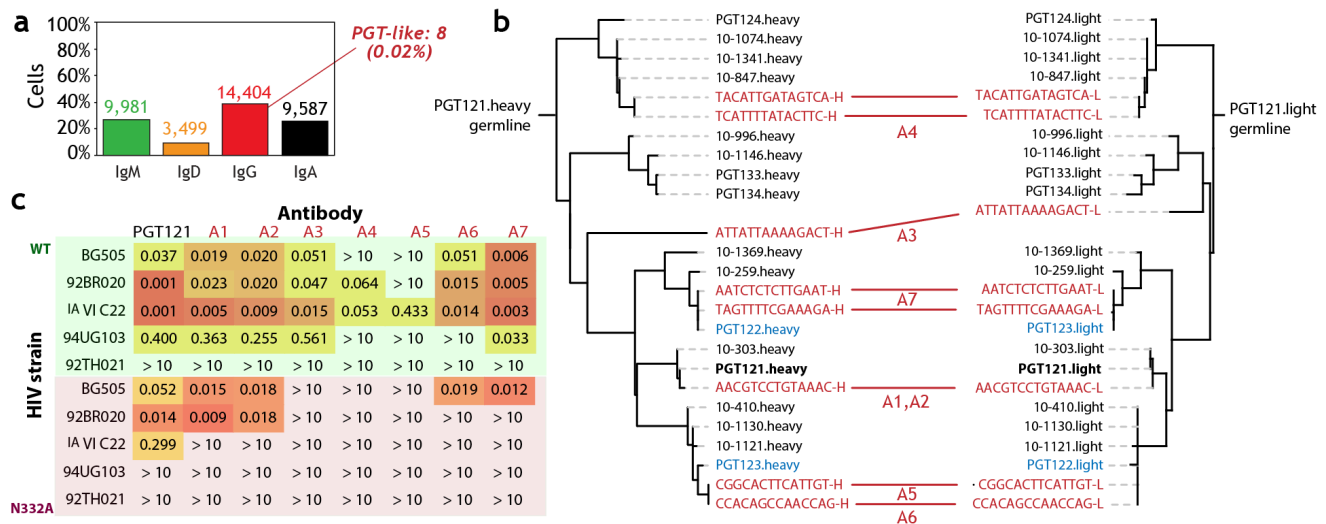 a
100%
80%
60%
40%
20%
0%
Cells
9,981
3,499
14,404
9,587
IgM
IgD
IgG
IgA
PGT-like: 8
(0.02%)
b
PGT121.heavy
germline
PGT124.heavy
10-1074.heavy
10-1341.heavy
10-847.heavy
TACATTGATAGTCA-H
TCATTTTATACTTC-H
10-996.heavy
10-1146.heavy
PGT133.heavy
PGT134.heavy
ATTATTAAAAGACT-H
10-1369.heavy
10-259.heavy
AATCTCTCTTGAAT-H
TAGTTTTCGAAAGA-H
PGT122.heavy
10-303.heavy
PGT121.heavy
AACGTCCTGTAAAC-H
10-410.heavy
10-1130.heavy
10-1121.heavy
PGT123.heavy
CGGCACTTCATTGT-H
CCACAGCCAACCAG-H
A4
A3
A7
A1,A2
A5
A6
PGT124.light
10-1074.light
10-1341.light
10-847.light
TACATTGATAGTCA-L
TCATTTTATACTTC-L
10-996.light
10-1146.light
PGT133.light
PGT134.light
ATTATTAAAAGACT-L
10-1369.light
10-259.light
AATCTCTCTTGAAT-L
TAGTTTTCGAAAGA-L
PGT123.light
10-303.light
PGT121.light
AACGTCCTGTAAAC-L
10-410.light
10-1130.light
10-1121.light
PGT122.light
CGGCACTTCATTGT-L
CCACAGCCAACCAG-L
PGT121.light
germline
c
Antibody
PGT121 A1 A2 A3 A4 A5 A6 A7
HIV strain
WT
BG505 0.037 0.019 0.020 0.051 > 10 > 10 0.051 0.006
92BR020 0.001 0.023 0.020 0.047 0.064 > 10 0.015 0.005
IA VI C22 0.001 0.005 0.009 0.015 0.053 0.433 0.014 0.003
94UG103 0.400 0.363 0.255 0.561 > 10 > 10 > 10 0.033
92TH021 > 10 > 10 > 10 > 10 > 10 > 10 > 10 > 10
BG505 0.052 0.015 0.018 > 10 > 10 > 10 0.019 0.012
92BR020 0.014 0.009 0.018 > 10 > 10 > 10 > 10 > 10
IA VI C22 0.299 > 10 > 10 > 10 > 10 > 10 > 10 > 10
94UG103 > 10 > 10 > 10 > 10 > 10 > 10 > 10 > 10
92TH021 > 10 > 10 > 10 > 10 > 10 > 10 > 10 > 10
N332A